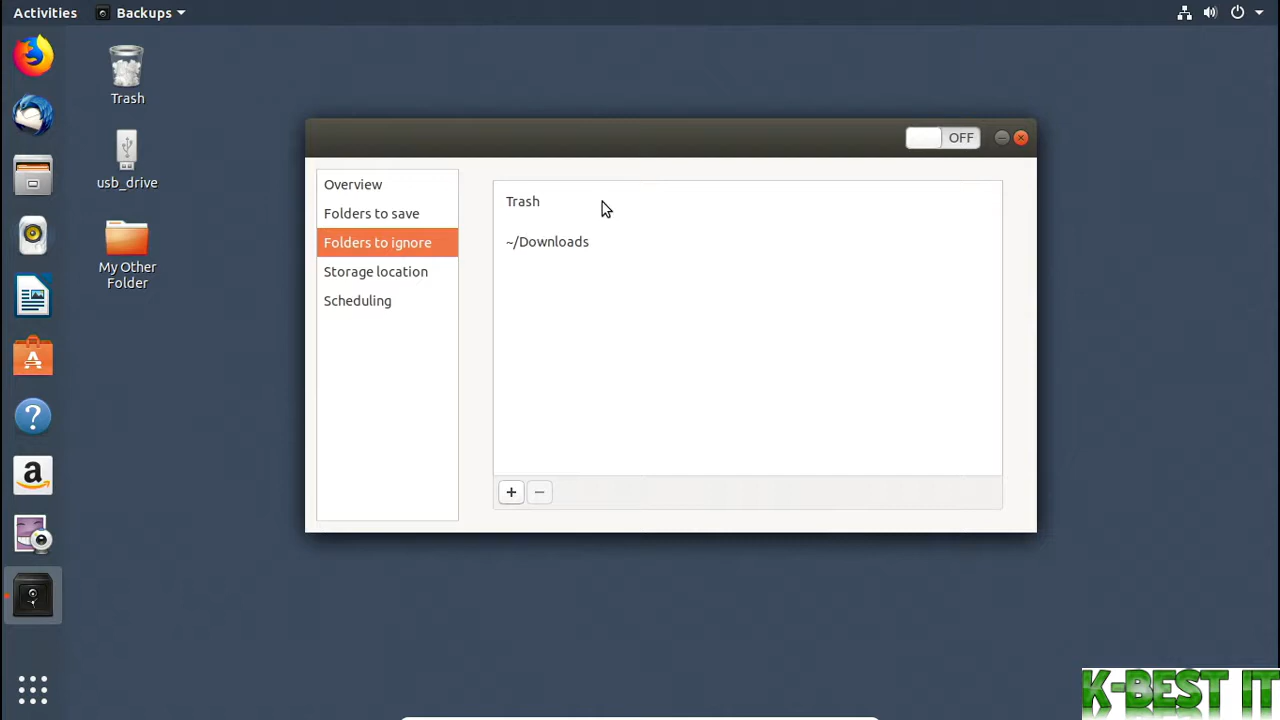 Activities
Backups
Trash
usb_drive
My Other
Folder
OFF
Overview
Folders to save
Folders to ignore
Storage location
Scheduling
Trash
~/Downloads
K-BEST IT